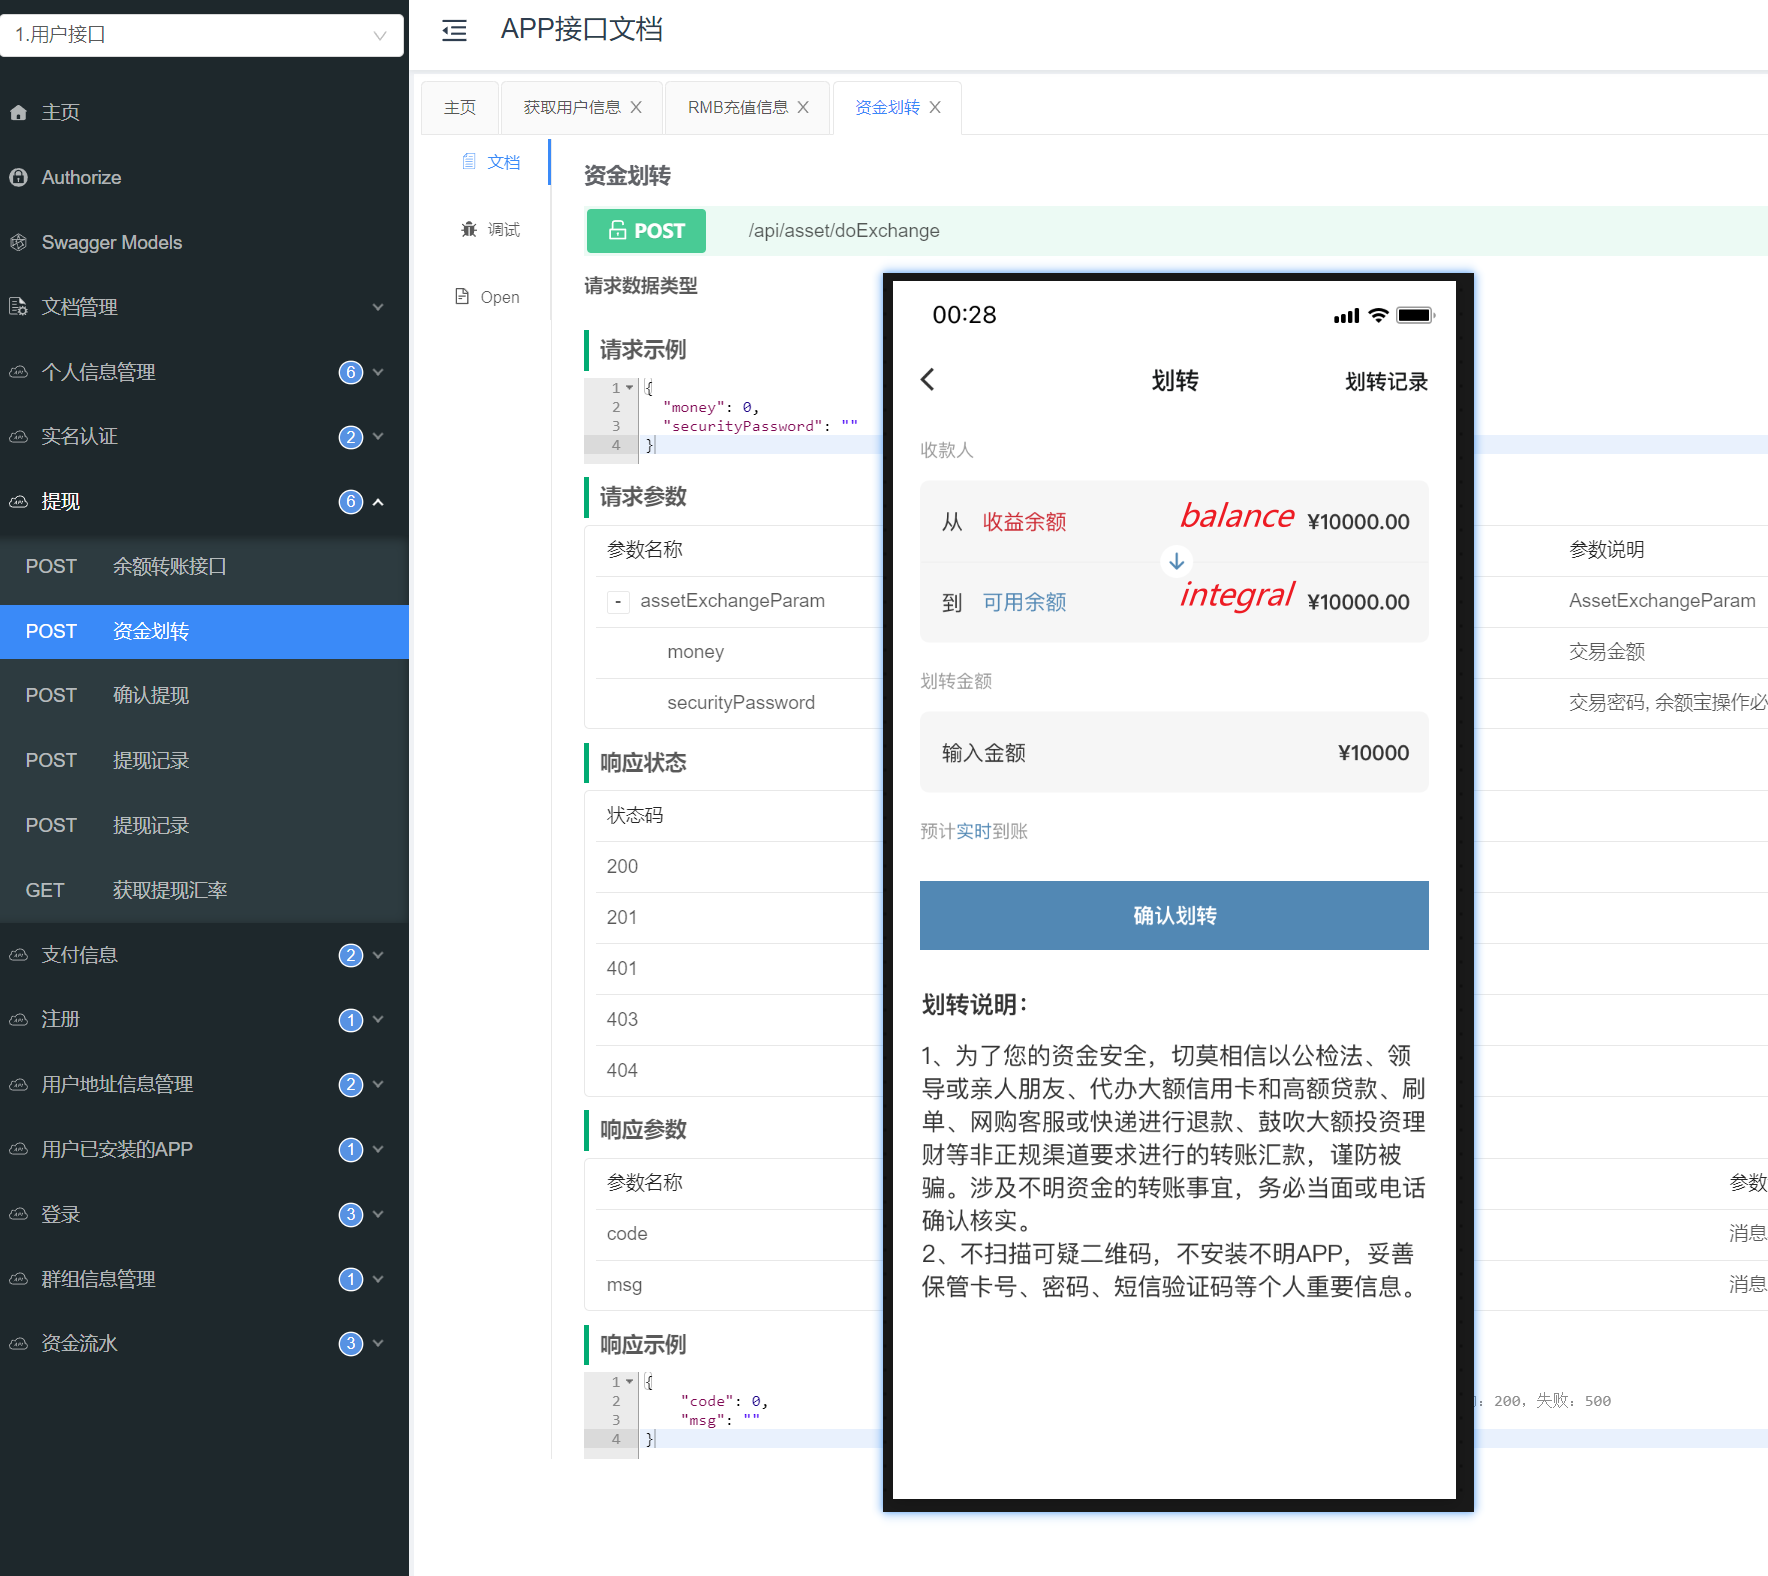 1.用户接口
主页
Authorize
Swagger Models
文档管理
个人信息管理 6
实名认证 2
提现 6
POST 余额转账接口
POST 资金划转
POST 确认提现
POST 提现记录
POST 提现记录
GET 获取提现汇率
支付信息 2
注册 1
用户地址信息管理 2
用户已安装的APP 1
登录 3
群组信息管理 1
资金流水 3
APP接口文档
主页 获取用户信息 RMB充值信息 资金划转
文档
调试
Open
资金划转
POST /api/asset/doExchange
请求数据类型
请求示例
1 {
2 "money": 0,
3 "securityPassword": ""
4 }
请求参数
参数名称 参数说明
- assetExchangeParam AssetExchangeParam
money 交易金额
securityPassword 交易密码, 余额宝操作必
响应状态
状态码
200
201
401
403
404
响应参数
参数名称 参数
code 消息
msg 消息
响应示例
1 {
2 "code": 0, : 200, 失败: 500
3 "msg": ""
4 }
00:28
划转 划转记录
收款人
从 收益余额 balance ¥10000.00
到 可用余额 integral ¥10000.00
划转金额
输入金额 ¥10000
预计实时到账
确认划转
划转说明：
1、为了您的资金安全，切莫相信以公检法、领
导或亲人朋友、代办大额信用卡和高额贷款、刷
单、网购客服或快递进行退款、鼓吹大额投资理
财等非正规渠道要求进行的转账汇款，谨防被
骗。涉及不明资金的转账事宜，务必当面或电话
确认核实。
2、不扫描可疑二维码，不安装不明APP，妥善
保管卡号、密码、短信验证码等个人重要信息。